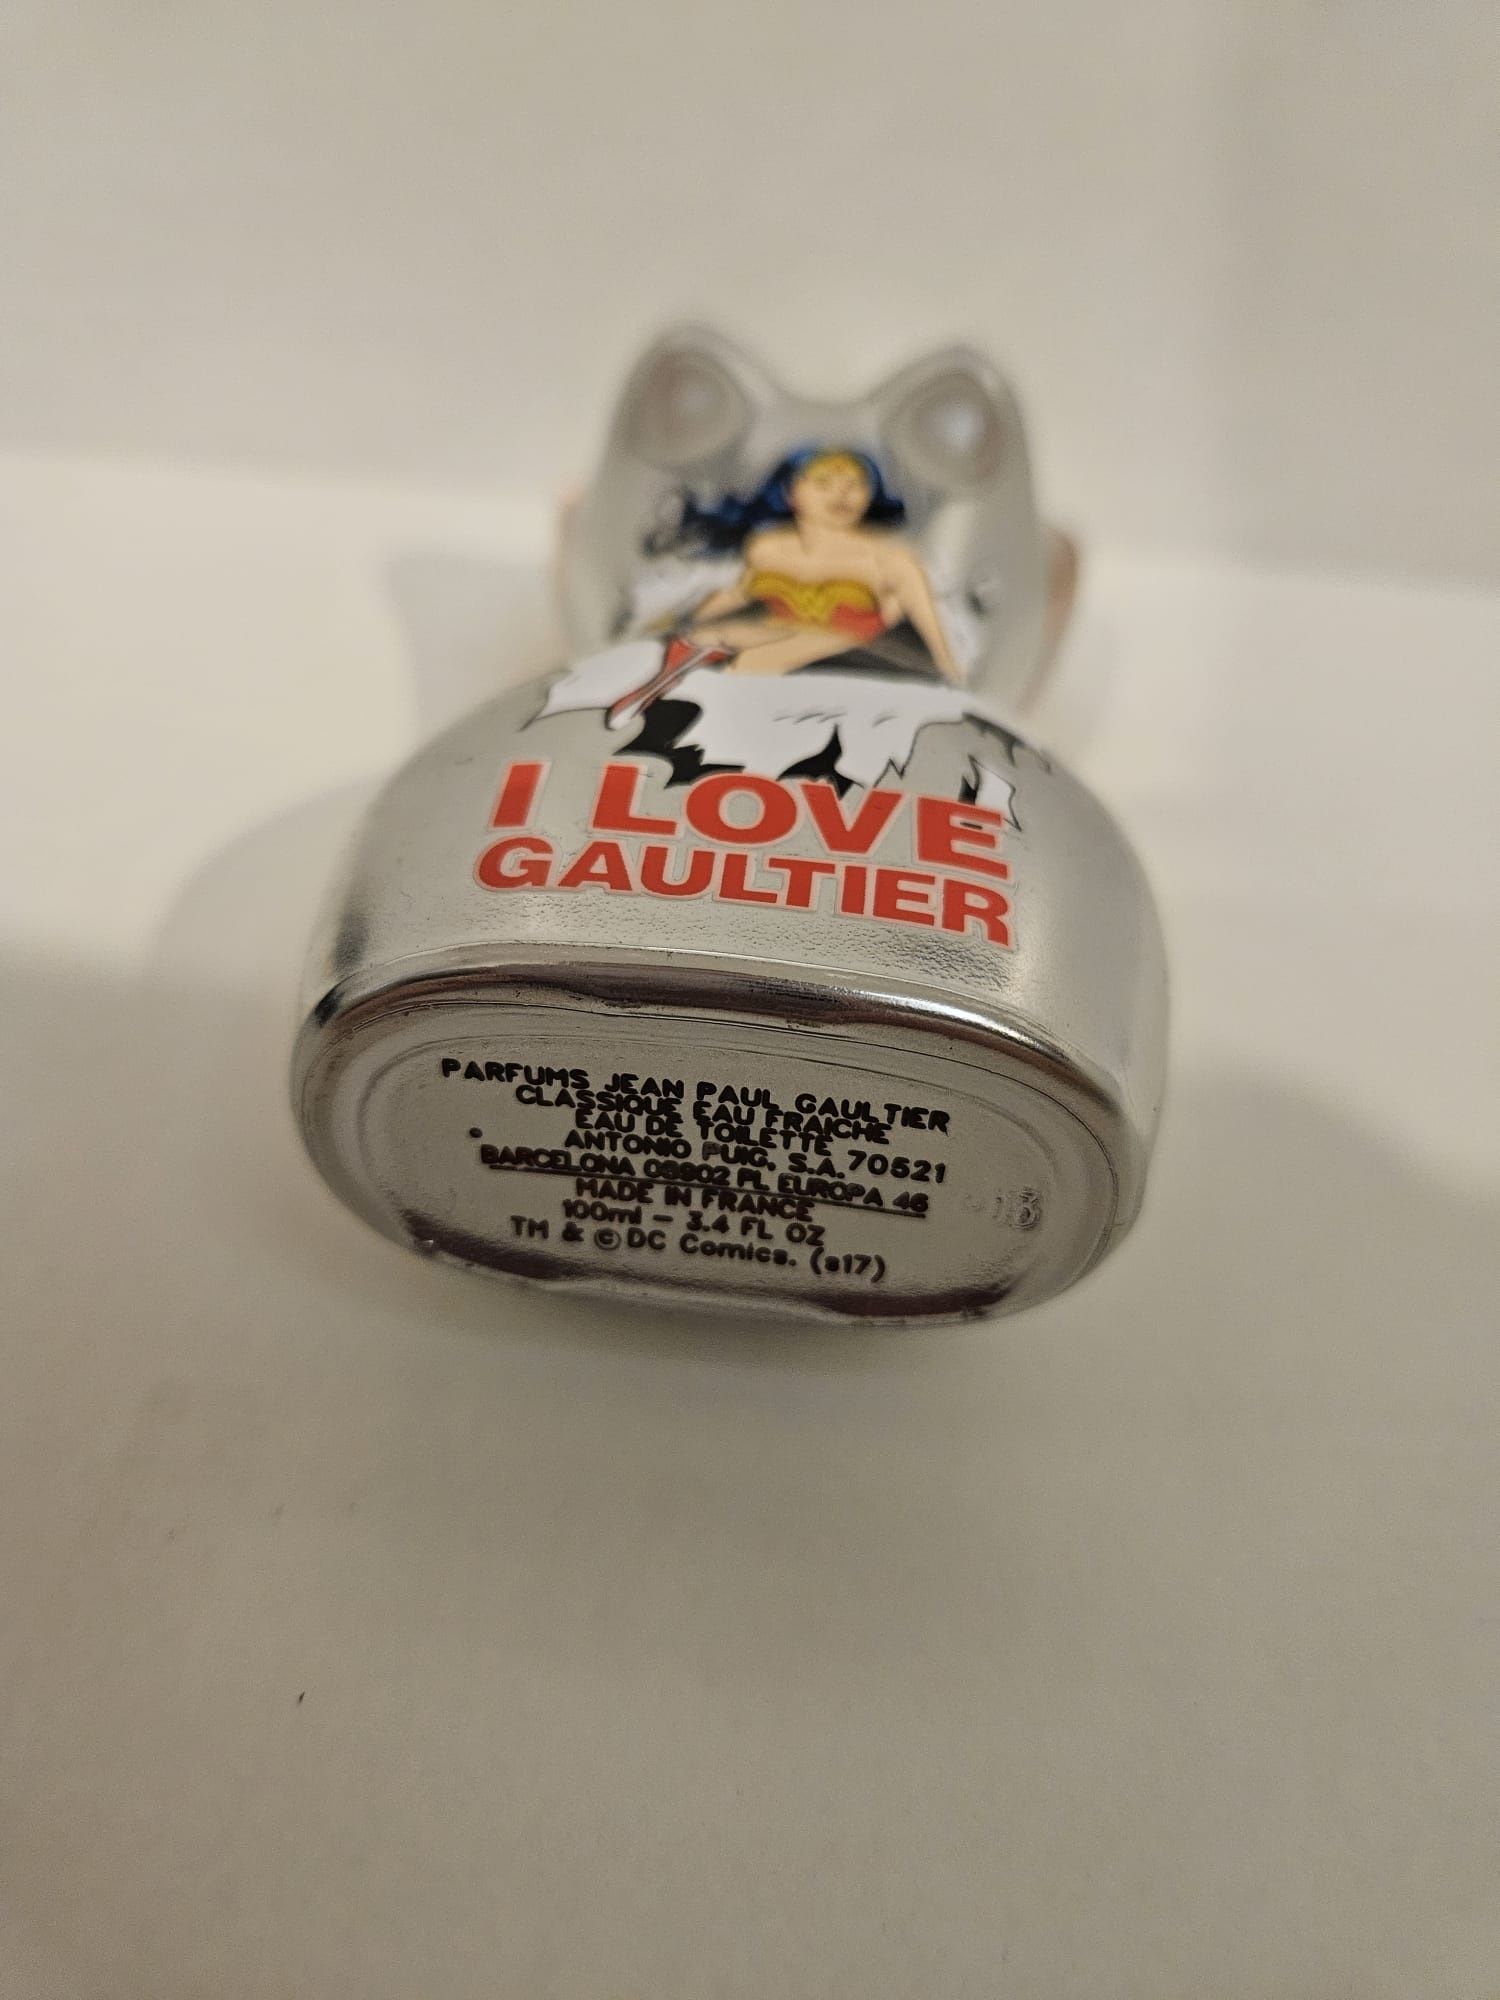 I LOVE
GAULTIER
PARFUMS JEAN PAUL GAULTIER
CLASSIQUE EAU FRAÎCHE
EAU DE TOILETTE
ANTONIO PUIG, S.A. 70521
BARCELONA 08902 PL. EUROPA 46
MADE IN FRANCE
100ml – 3.4 FL OZ
TM & © DC Comics. (s17)